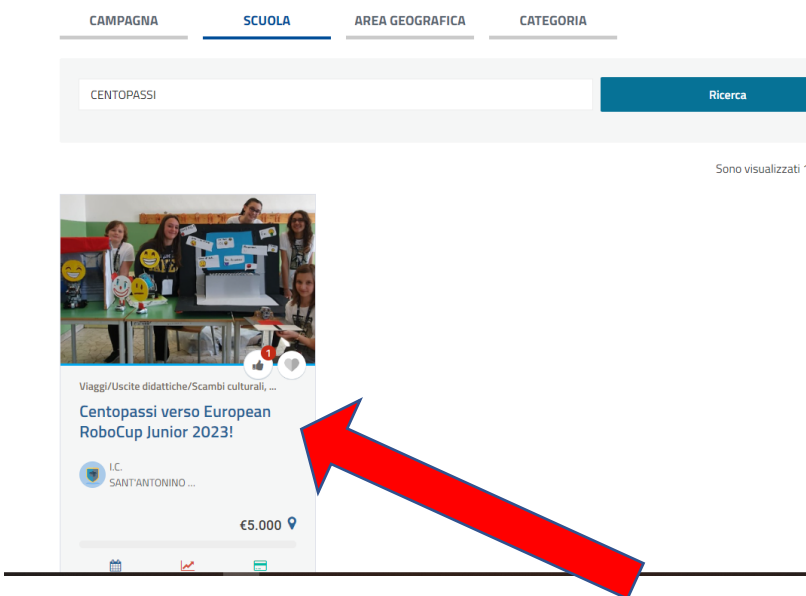 CAMPAGNA SCUOLA AREA GEOGRAFICA CATEGORIA
CENTOPASSI Ricerca
Sono visualizzati 1
1
Viaggi/Uscite didattiche/Scambi culturali, ...
Centopassi verso European
RoboCup Junior 2023!
I.C.
SANT'ANTONINO ...
€5.000